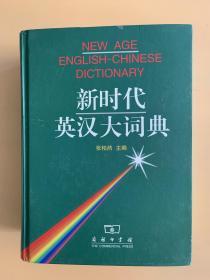 NEW AGE
ENGLISH-CHINESE
DICTIONARY
新时代
英汉大词典
张柏然 主编
商务印书馆
THE COMMERCIAL PRESS